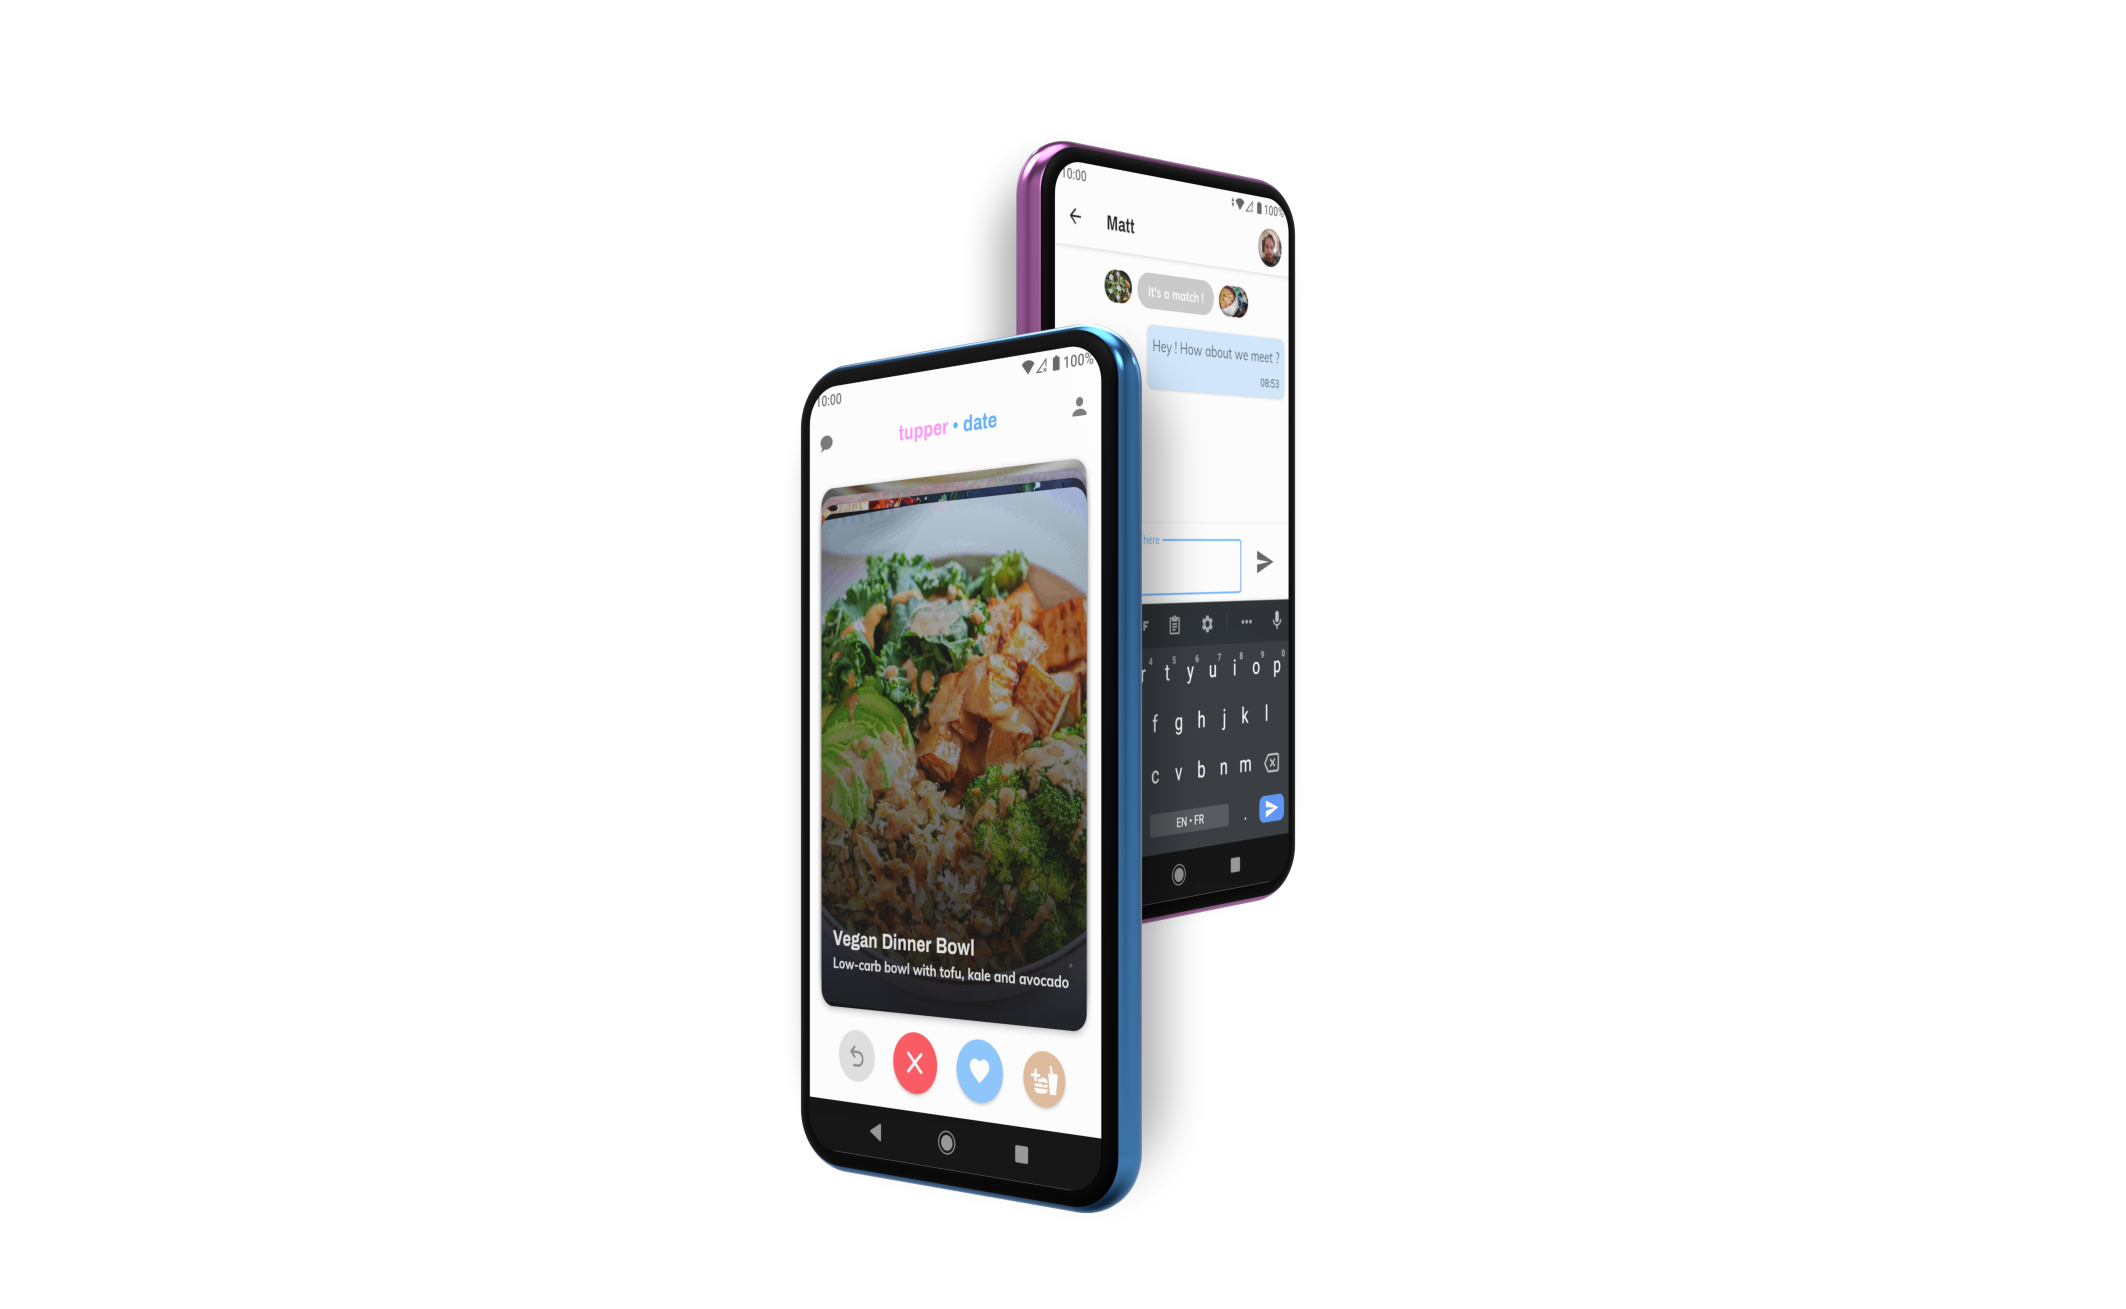 10:00
100%
Matt
It's a match !
Hey ! How about we meet ?
08:53
here
F
4 5 6 7 8 9 0
r t y u i o p
f g h j k l
c v b n m
EN • FR .
10:00
100%
tupper • date
Vegan Dinner Bowl
Low-carb bowl with tofu, kale and avocado